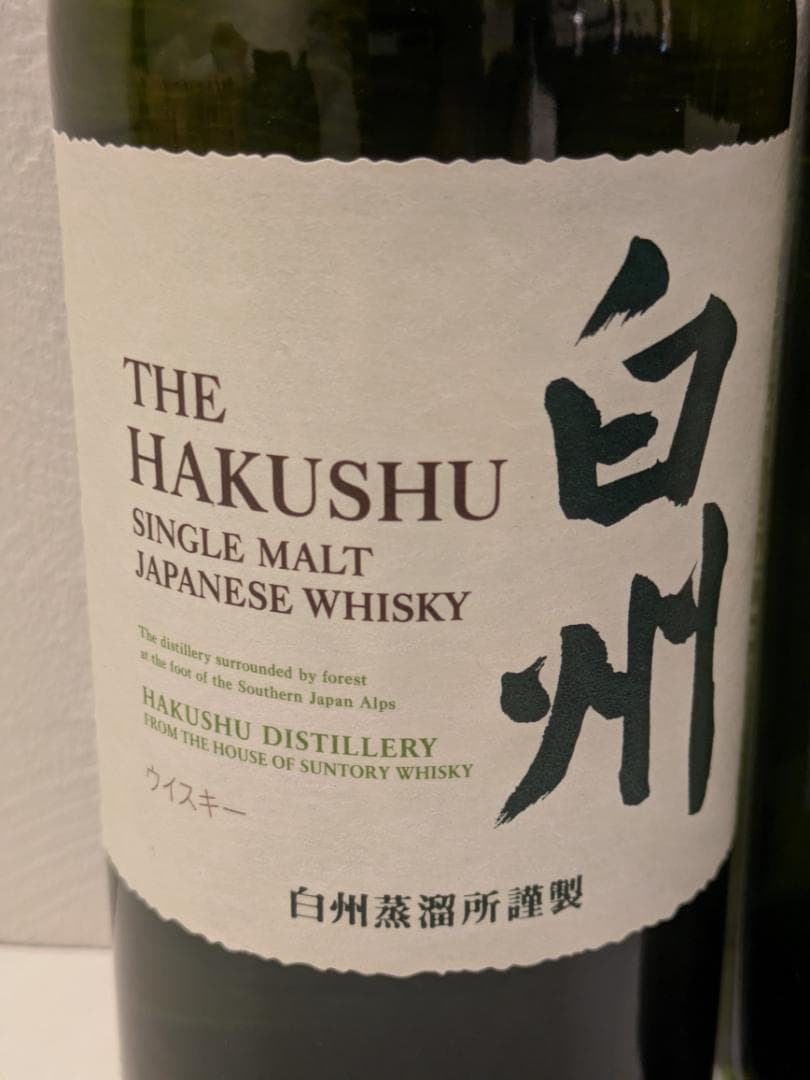 THE
HAKUSHU
SINGLE MALT
JAPANESE WHISKY
白州
The distillery surrounded by forest
at the foot of the Southern Japan Alps
HAKUSHU DISTILLERY
FROM THE HOUSE OF SUNTORY WHISKY
ウイスキー
白州蒸溜所謹製